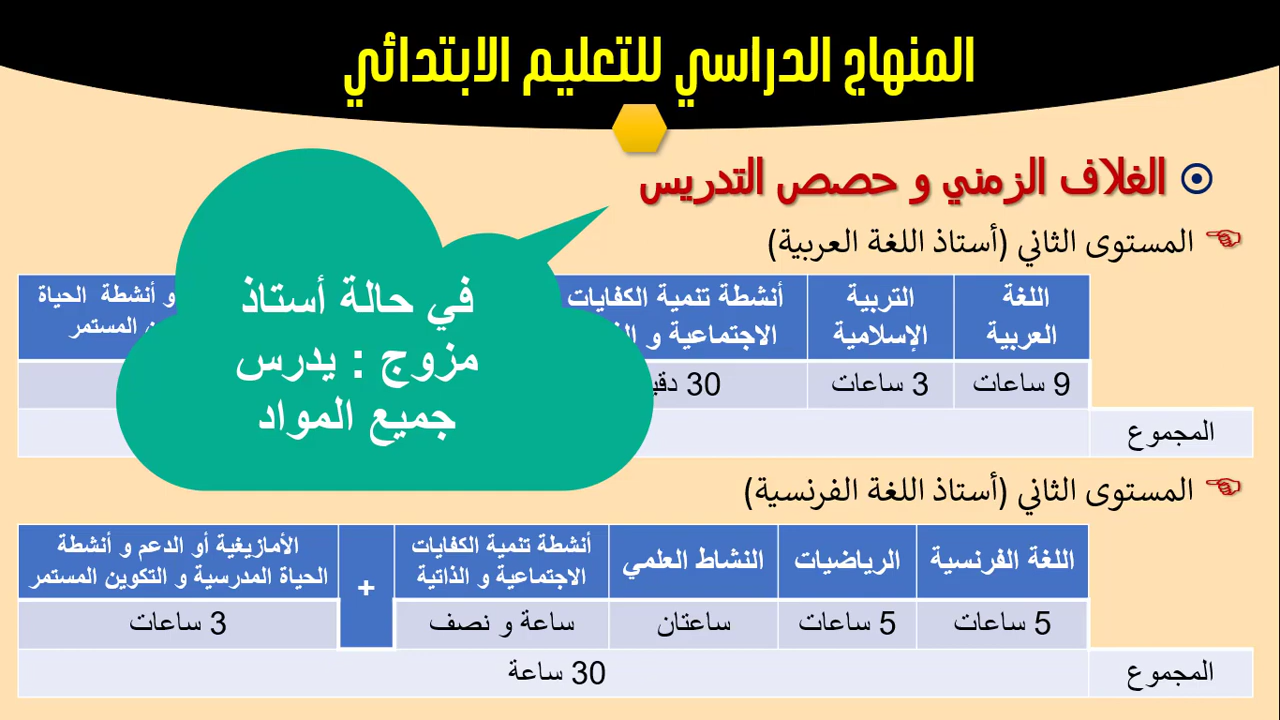 المنهاج الدراسي للتعليم الابتدائي
الغلاف الزمني و حصص التدريس
المستوى الثاني (أستاذ اللغة العربية)
اللغة العربية
التربية الإسلامية
أنشطة تنمية الكفايات
الاجتماعية و
و أنشطة الحياة
المستمر
9 ساعات
3 ساعات
30
المجموع
في حالة أستاذ
مزوج : يدرس
جميع المواد
المستوى الثاني (أستاذ اللغة الفرنسية)
اللغة الفرنسية
الرياضيات
النشاط العلمي
أنشطة تنمية الكفايات
الاجتماعية و الذاتية
+
الأمازيغية أو الدعم و أنشطة
الحياة المدرسية و التكوين المستمر
5 ساعات
5 ساعات
ساعتان
ساعة و نصف
3 ساعات
المجموع
30 ساعة